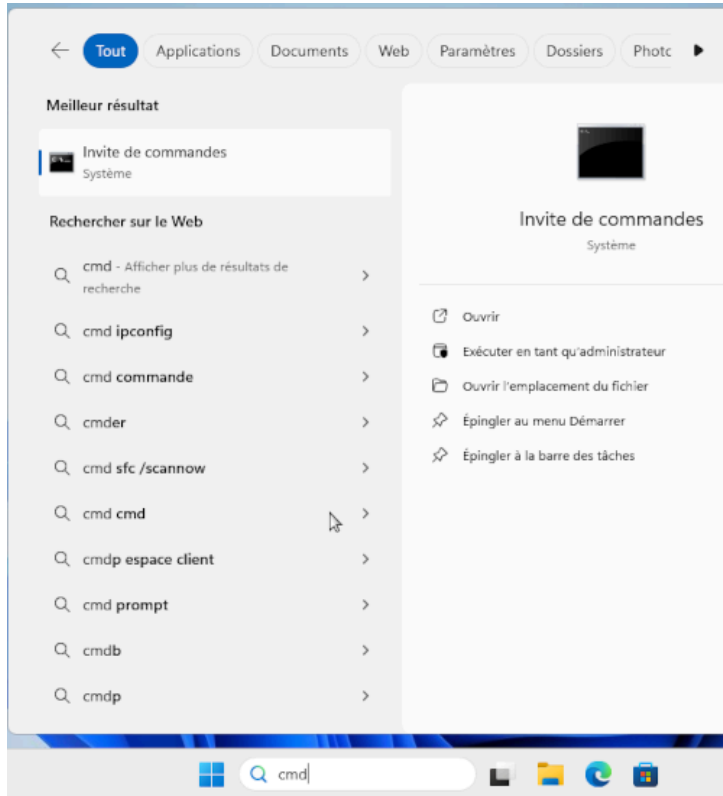 Tout Applications Documents Web Paramètres Dossiers Photc
Meilleur résultat
Invite de commandes
Système
Rechercher sur le Web
cmd - Afficher plus de résultats de
recherche
cmd ipconfig
cmd commande
cmder
cmd sfc /scannow
cmd cmd
cmdp espace client
cmd prompt
cmdb
cmdp
Invite de commandes
Système
Ouvrir
Exécuter en tant qu'administrateur
Ouvrir l'emplacement du fichier
Épingler au menu Démarrer
Épingler à la barre des tâches
cmd